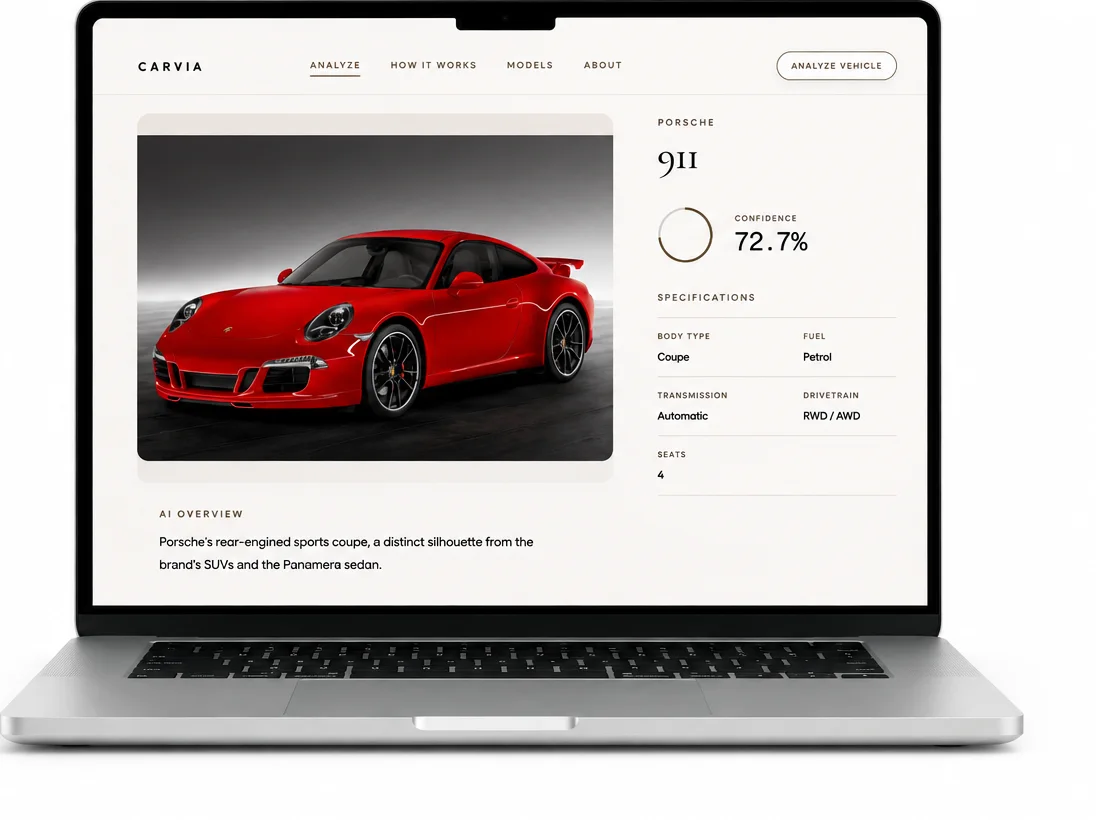 CARVIA
ANALYZE
HOW IT WORKS
MODELS
ABOUT
ANALYZE VEHICLE
PORSCHE
911
CONFIDENCE
72.7%
SPECIFICATIONS
BODY TYPE
FUEL
Coupe
Petrol
TRANSMISSION
DRIVETRAIN
Automatic
RWD / AWD
SEATS
4
AI OVERVIEW
Porsche's rear-engined sports coupe, a distinct silhouette from the
brand's SUVs and the Panamera sedan.